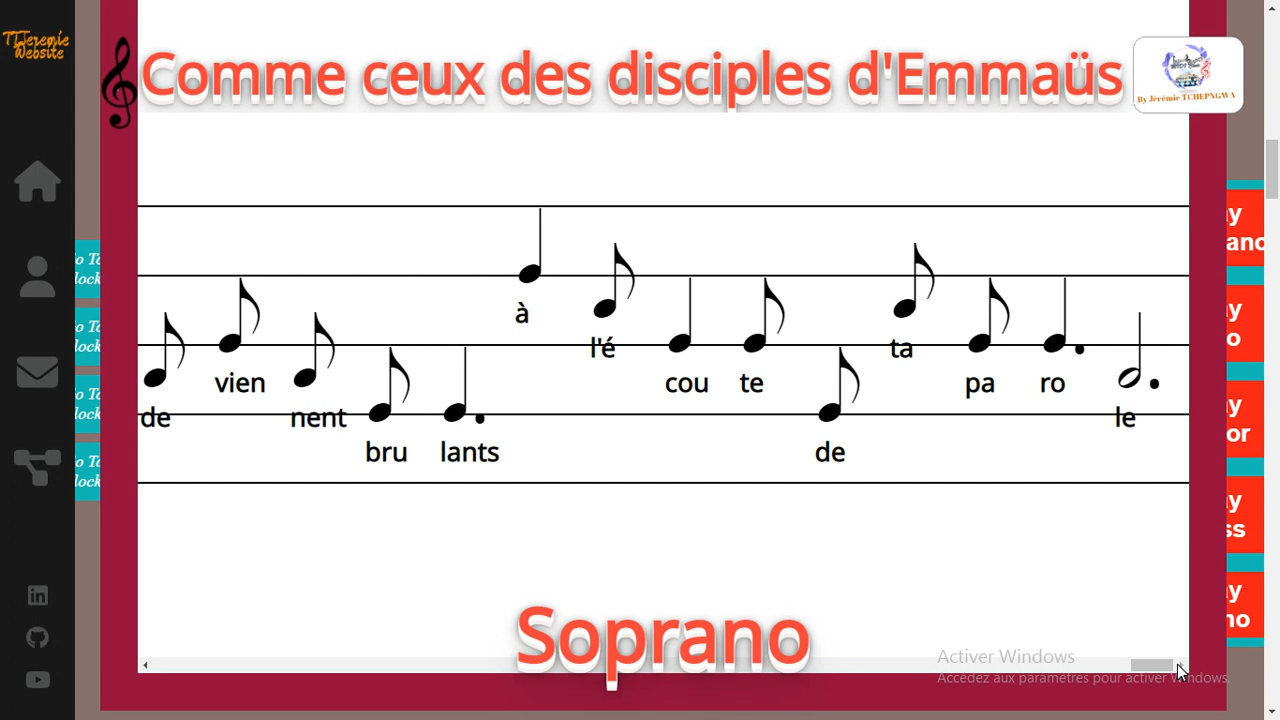 TTJeremie
Website
Comme ceux des disciples d'Emmaüs
By Jérémie TCHEPNGWA
à
l'é ta
vien cou te pa ro
de nent le
bru lants de
Soprano
Activer Windows
Accédez aux paramètres pour activer Windows.